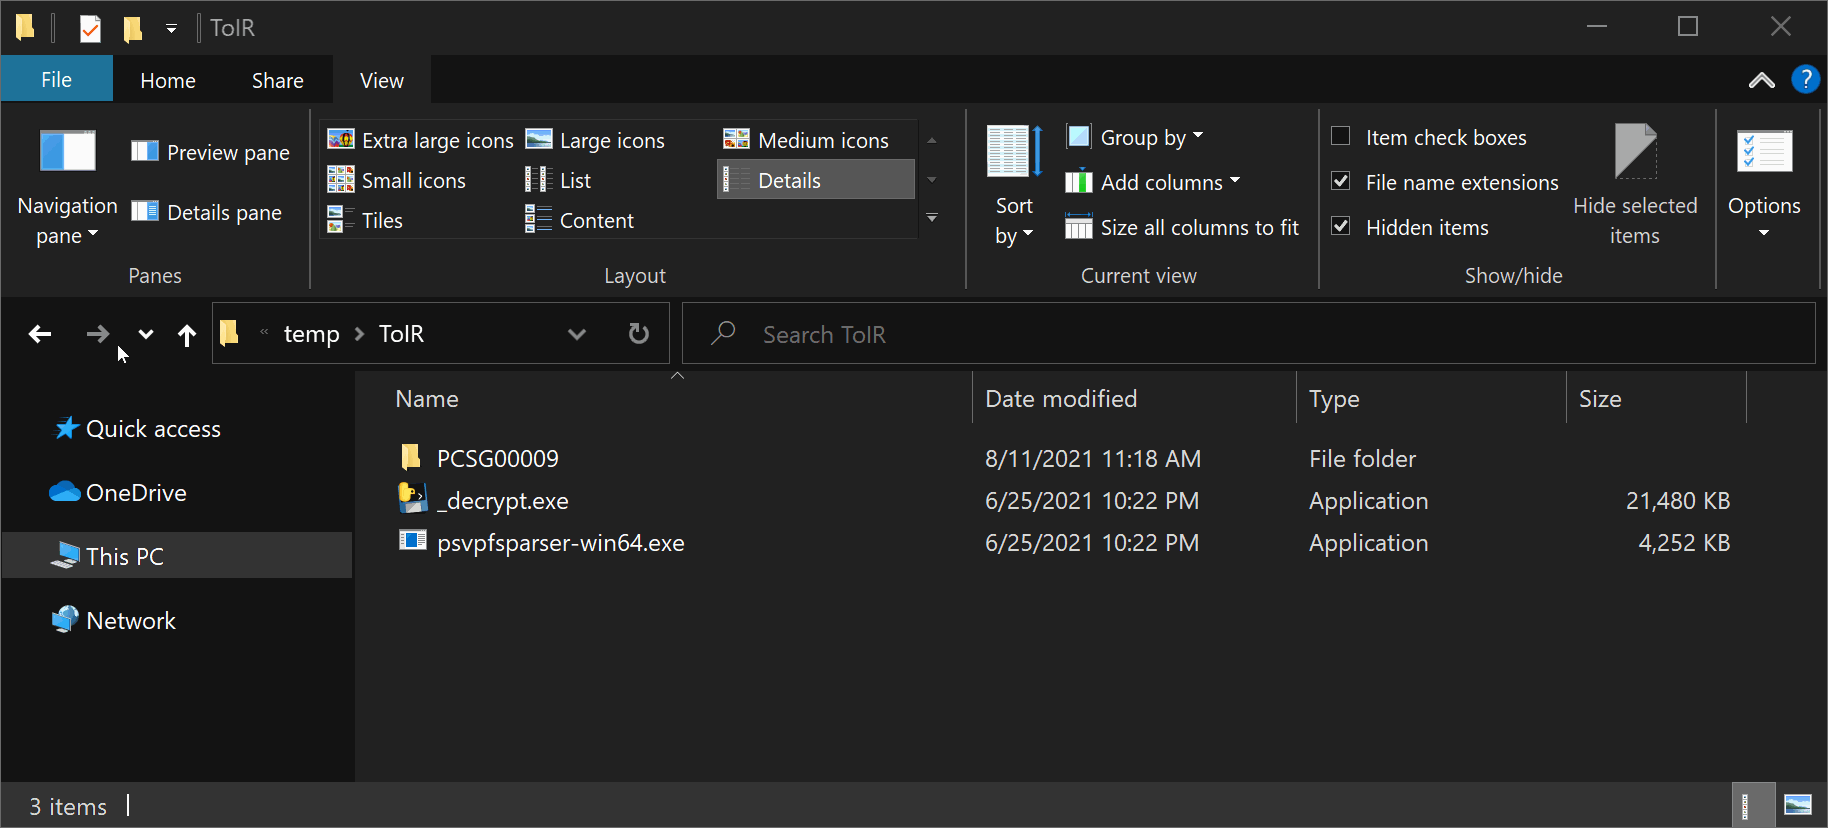 ToIR
File Home Share View ?
Navigation pane
Preview pane
Details pane
Panes
Extra large icons Large icons Medium icons
Small icons List Details
Tiles Content
Layout
Sort by
Group by
Add columns
Size all columns to fit
Current view
Item check boxes
File name extensions
Hidden items
Hide selected items
Show/hide
Options
« temp > ToIR
Search ToIR
Quick access
OneDrive
This PC
Network
Name Date modified Type Size
PCSG00009 8/11/2021 11:18 AM File folder
_decrypt.exe 6/25/2021 10:22 PM Application 21,480 KB
psvpfsparser-win64.exe 6/25/2021 10:22 PM Application 4,252 KB
3 items